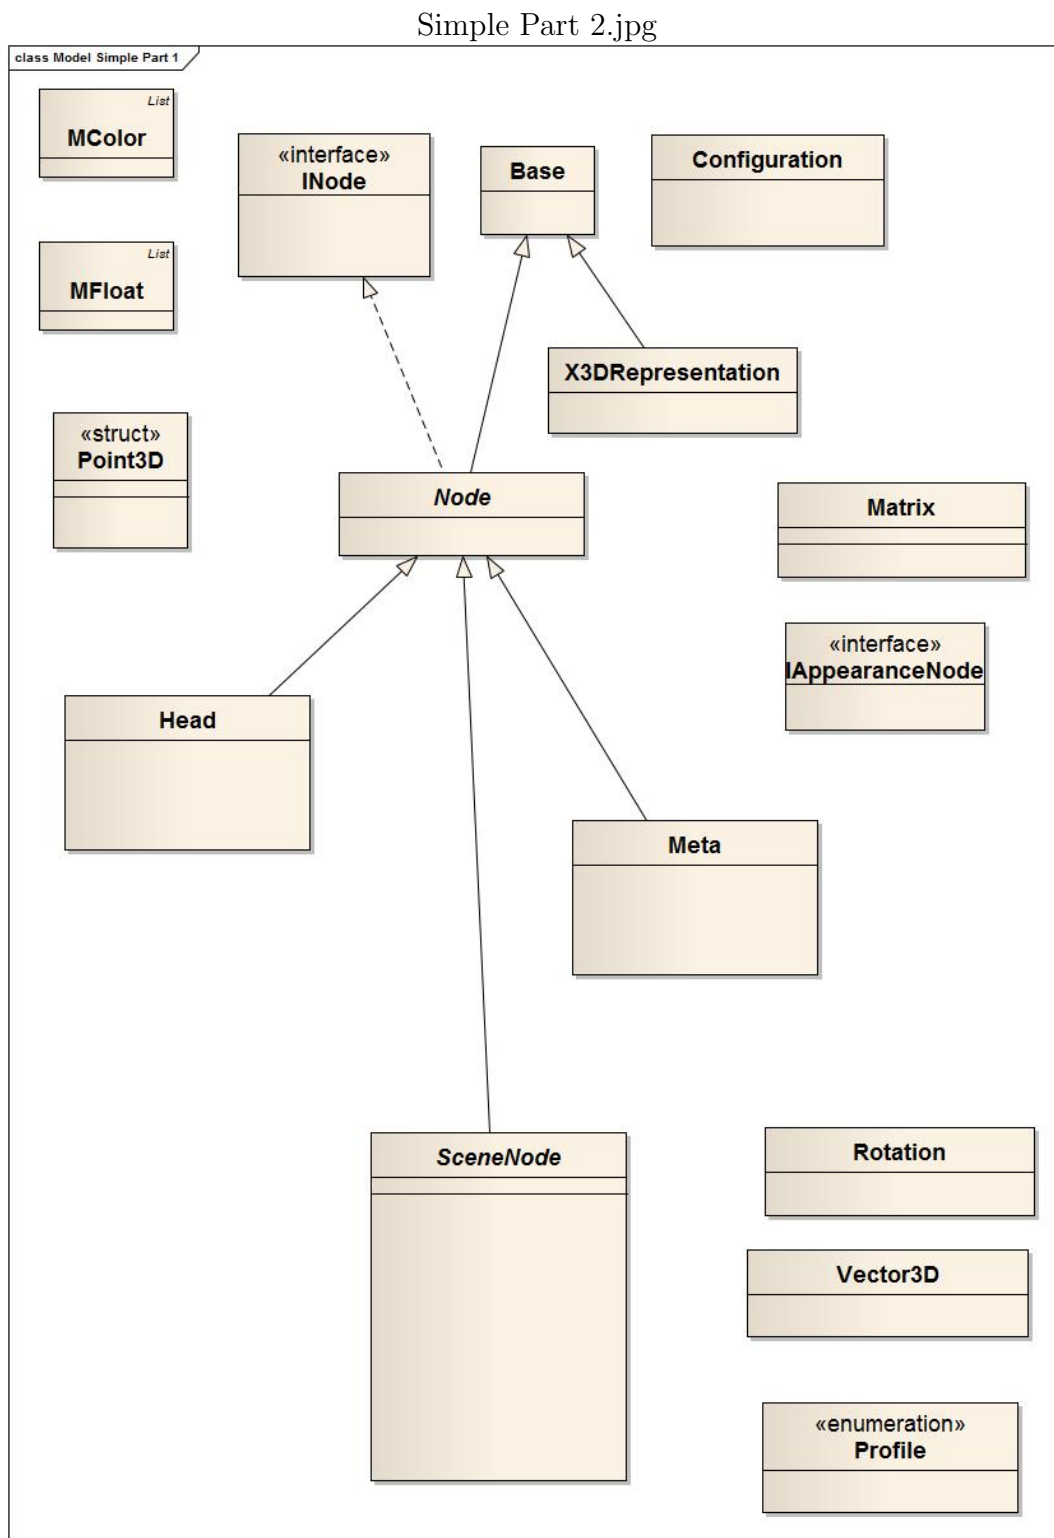 Simple Part 2.jpg
class Model Simple Part 1
List
MColor
«interface»
INode
Base
Configuration
List
MFloat
X3DRepresentation
«struct»
Point3D
Node
Matrix
«interface»
IAppearanceNode
Head
Meta
SceneNode
Rotation
Vector3D
«enumeration»
Profile